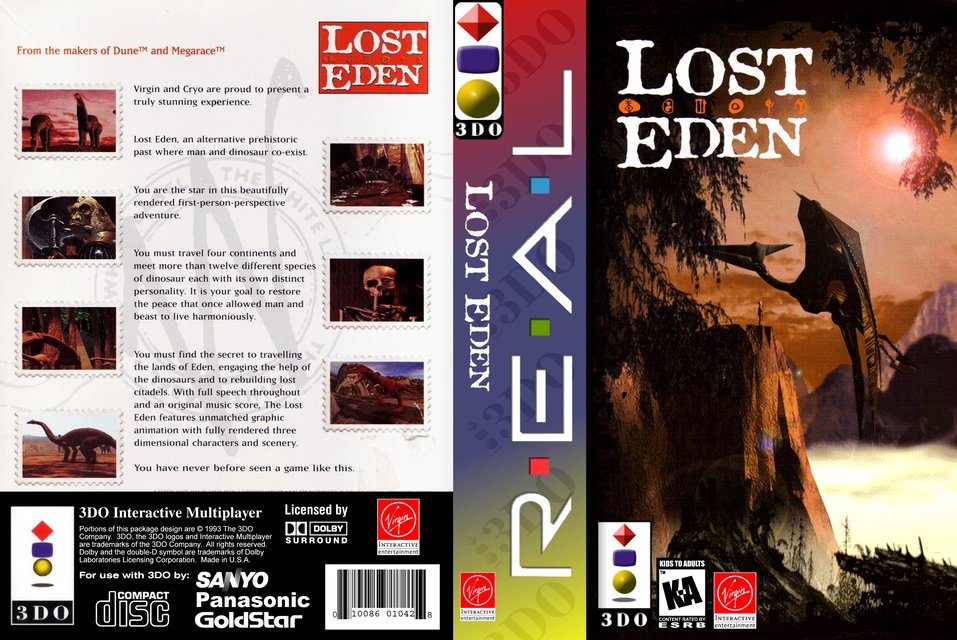 From the makers of Dune™ and Megarace™
LOST
EDEN
Virgin and Cryo are proud to present a
truly stunning experience.
Lost Eden, an alternative prehistoric
past where man and dinosaur co-exist.
You are the star in this beautifully
rendered first-person-perspective
adventure.
You must travel four continents and
meet more than twelve different species
of dinosaur each with its own distinct
personality. It is your goal to restore
the peace that once allowed man and
beast to live harmoniously.
You must find the secret to travelling
the lands of Eden, engaging the help of
the dinosaurs and to rebuilding lost
citadels. With full speech throughout
and an original music score, The Lost
Eden features unmatched graphic
animation with fully rendered three
dimensional characters and scenery.
You have never before seen a game like this.
3DO Interactive Multiplayer
Portions of this package design are © 1993 The 3DO
Company. 3DO, the 3DO logos and Interactive Multiplayer
are trademarks of the 3DO Company. All rights reserved.
Dolby and the double-D symbol are trademarks of Dolby
Laboratories Licensing Corporation. Made in U.S.A.
Licensed by
DOLBY
SURROUND
Virgin
INTERACTIVE
entertainment
3DO
For use with 3DO by:
SANYO
Panasonic
GoldStar
COMPACT
disc
0 10086 01042 8
3DO
LOST EDEN
R·E·A·L
Virgin
INTERACTIVE
entertainment
LOST
EDEN
3DO
KIDS TO ADULTS
K-A
™
CONTENT RATED BY
ESRB
Virgin
INTERACTIVE
entertainment